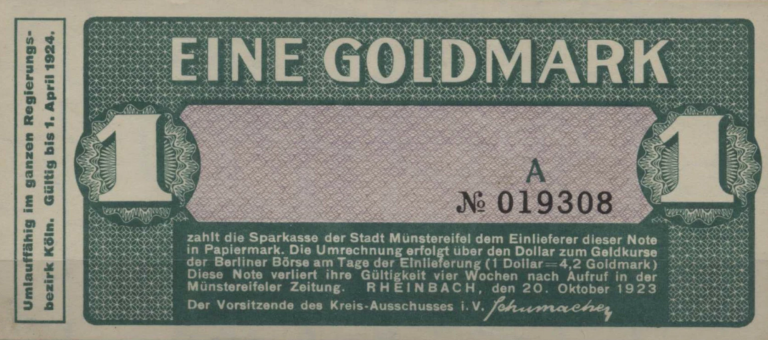 Umlauffähig im ganzen Regierungs-
bezirk Köln. Gültig bis 1. April 1924.
EINE GOLDMARK
1
1
A
№ 019308
zahlt die Sparkasse der Stadt Münstereifel dem Einlieferer dieser Note
in Papiermark. Die Umrechnung erfolgt über den Dollar zum Geldkurse
der Berliner Börse am Tage der Einlieferung (1 Dollar=4,2 Goldmark)
Diese Note verliert ihre Gültigkeit vier Wochen nach Aufruf in der
Münstereifeler Zeitung. RHEINBACH, den 20. Oktober 1923
Der Vorsitzende des Kreis-Ausschusses i. V. Schumacher